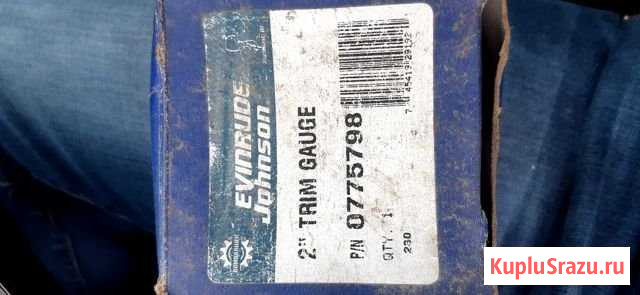 EVINRUDE
Johnson
2" TRIM GAUGE
P/N 0775798
QTY. 1
230
KupluSrazu.ru